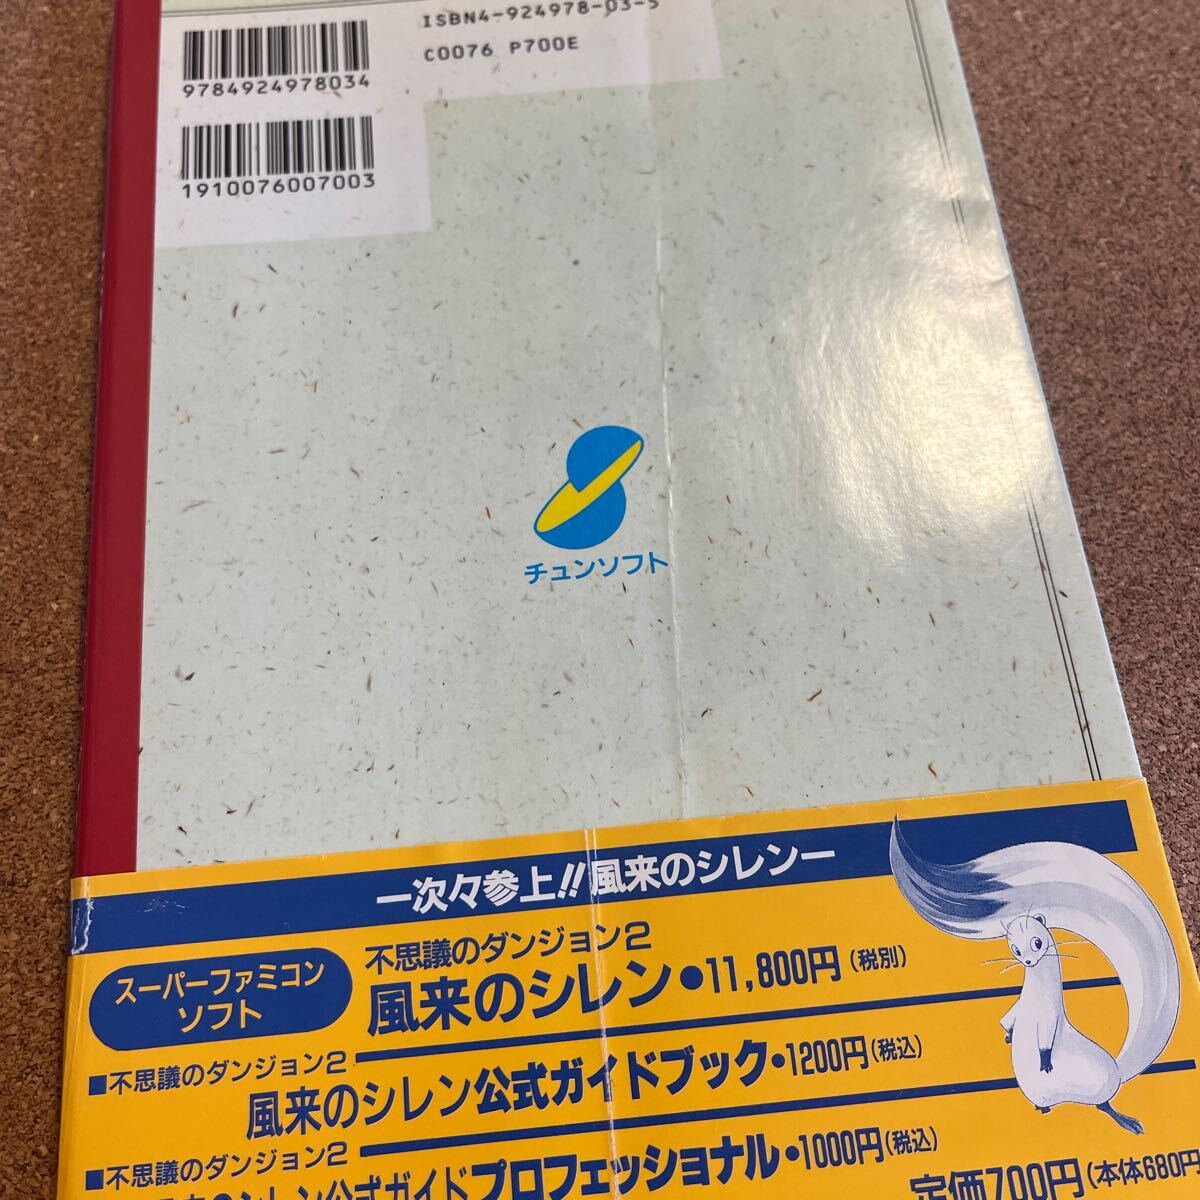 ISBN4-924978-03-5
C0076 P700E
9784924978034
1910076007003
チュンソフト
一次々参上!!風来のシレン一
スーパーファミコン
ソフト
不思議のダンジョン2
風来のシレン●11,800円(税別)
■不思議のダンジョン2
風来のシレン公式ガイドブック・1200円(税込)
■不思議のダンジョン2
シレン公式ガイドプロフェッショナル・1000円(税込)
定価700円(本体680円